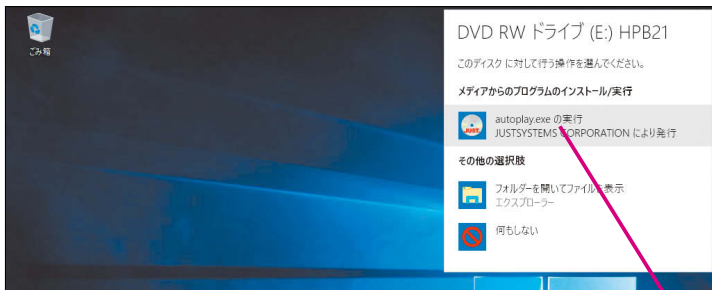 ごみ箱
DVD RW ドライブ (E:) HPB21
このディスク に対して行う操作を選んでください。
メディアからのプログラムのインストール/実行
autoplay.exe の実行
JUST
JUSTSYSTEMS CORPORATION により発行
その他の選択肢
フォルダーを開いてファイルを表示
エクスプローラー
何もしない